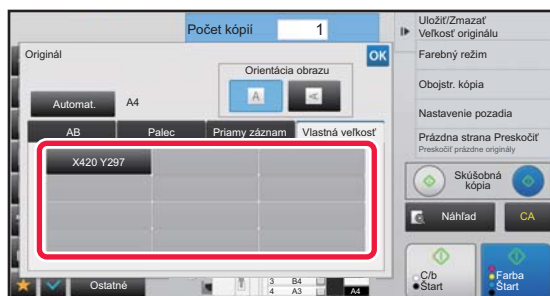 Počet kópií
1
Originál
OK
Orientácia obrazu
A
A
Automat.
A4
AB
Palec
Priamy záznam
Vlastná veľkosť
X420 Y297
Ostatné
3 B4
4 A3
A4
Uložiť/Zmazať
Veľkosť originálu
Farebný režim
Obojstr. kópia
Nastavenie pozadia
Prázdna strana Preskočiť
Preskočiť prázdne originály
Skúšobná
kópia
Náhľad
CA
C/b
Štart
Farba
Štart